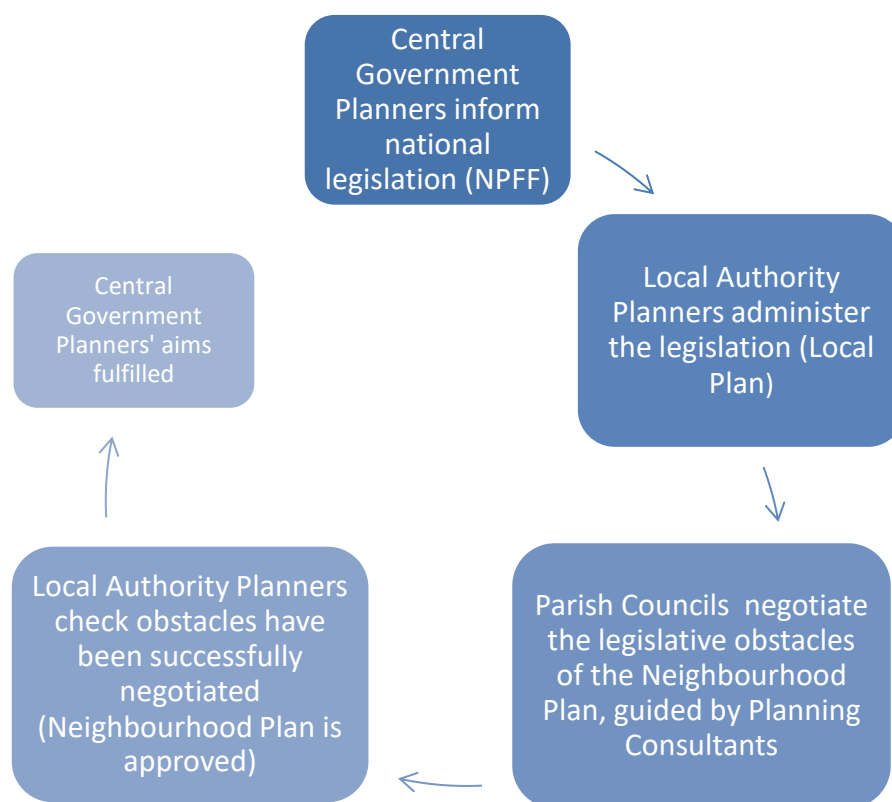 Central
Government
Planners inform
national
legislation (NPFF)
Local Authority
Planners administer
the legislation (Local
Plan)
Parish Councils  negotiate
the legislative obstacles
of the Neighbourhood
Plan, guided by Planning
Consultants
Local Authority Planners
check obstacles have
been successfully
negotiated
(Neighbourhood Plan is
approved)
Central
Government
Planners' aims
fulfilled